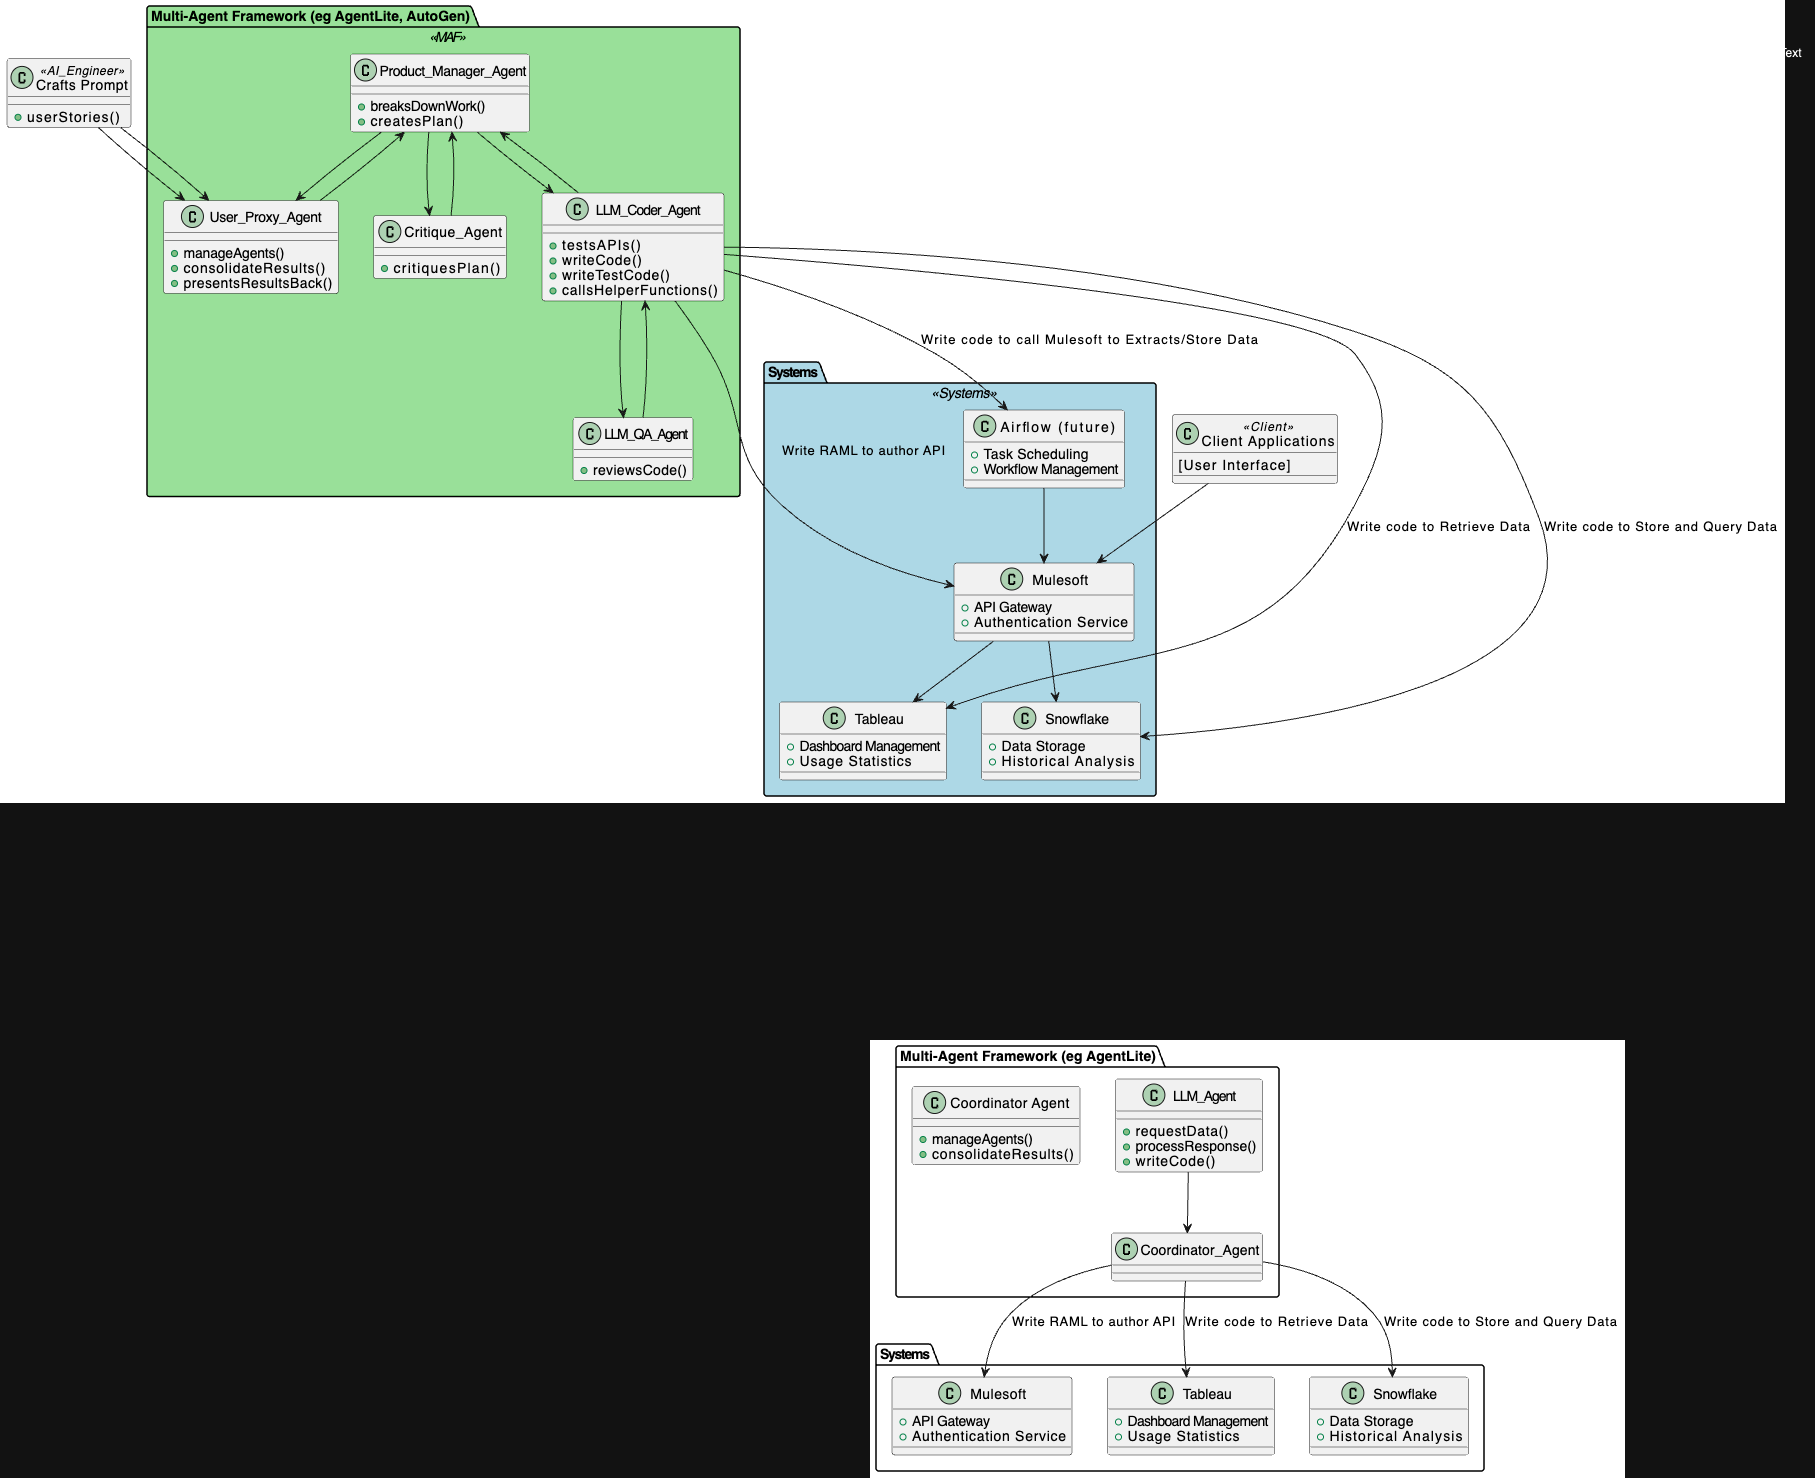 Multi-Agent Framework (eg AgentLite, AutoGen)
«MAF»
ext
«AI_Engineer»
C Crafts Prompt
userStories()
C Product_Manager_Agent
breaksDownWork()
createsPlan()
C User_Proxy_Agent
manageAgents()
consolidateResults()
presentsResultsBack()
C Critique_Agent
critiquesPlan()
C LLM_Coder_Agent
testsAPIs()
writeCode()
writeTestCode()
callsHelperFunctions()
C LLM_QA_Agent
reviewsCode()
Write code to call Mulesoft to Extracts/Store Data
Systems
«Systems»
Write RAML to author API
C Airflow (future)
Task Scheduling
Workflow Management
«Client»
C Client Applications
[User Interface]
Write code to Retrieve Data
Write code to Store and Query Data
C Mulesoft
API Gateway
Authentication Service
C Tableau
Dashboard Management
Usage Statistics
C Snowflake
Data Storage
Historical Analysis
Multi-Agent Framework (eg AgentLite)
C Coordinator Agent
manageAgents()
consolidateResults()
C LLM_Agent
requestData()
processResponse()
writeCode()
C Coordinator_Agent
Write RAML to author API
Write code to Retrieve Data
Write code to Store and Query Data
Systems
C Mulesoft
API Gateway
Authentication Service
C Tableau
Dashboard Management
Usage Statistics
C Snowflake
Data Storage
Historical Analysis